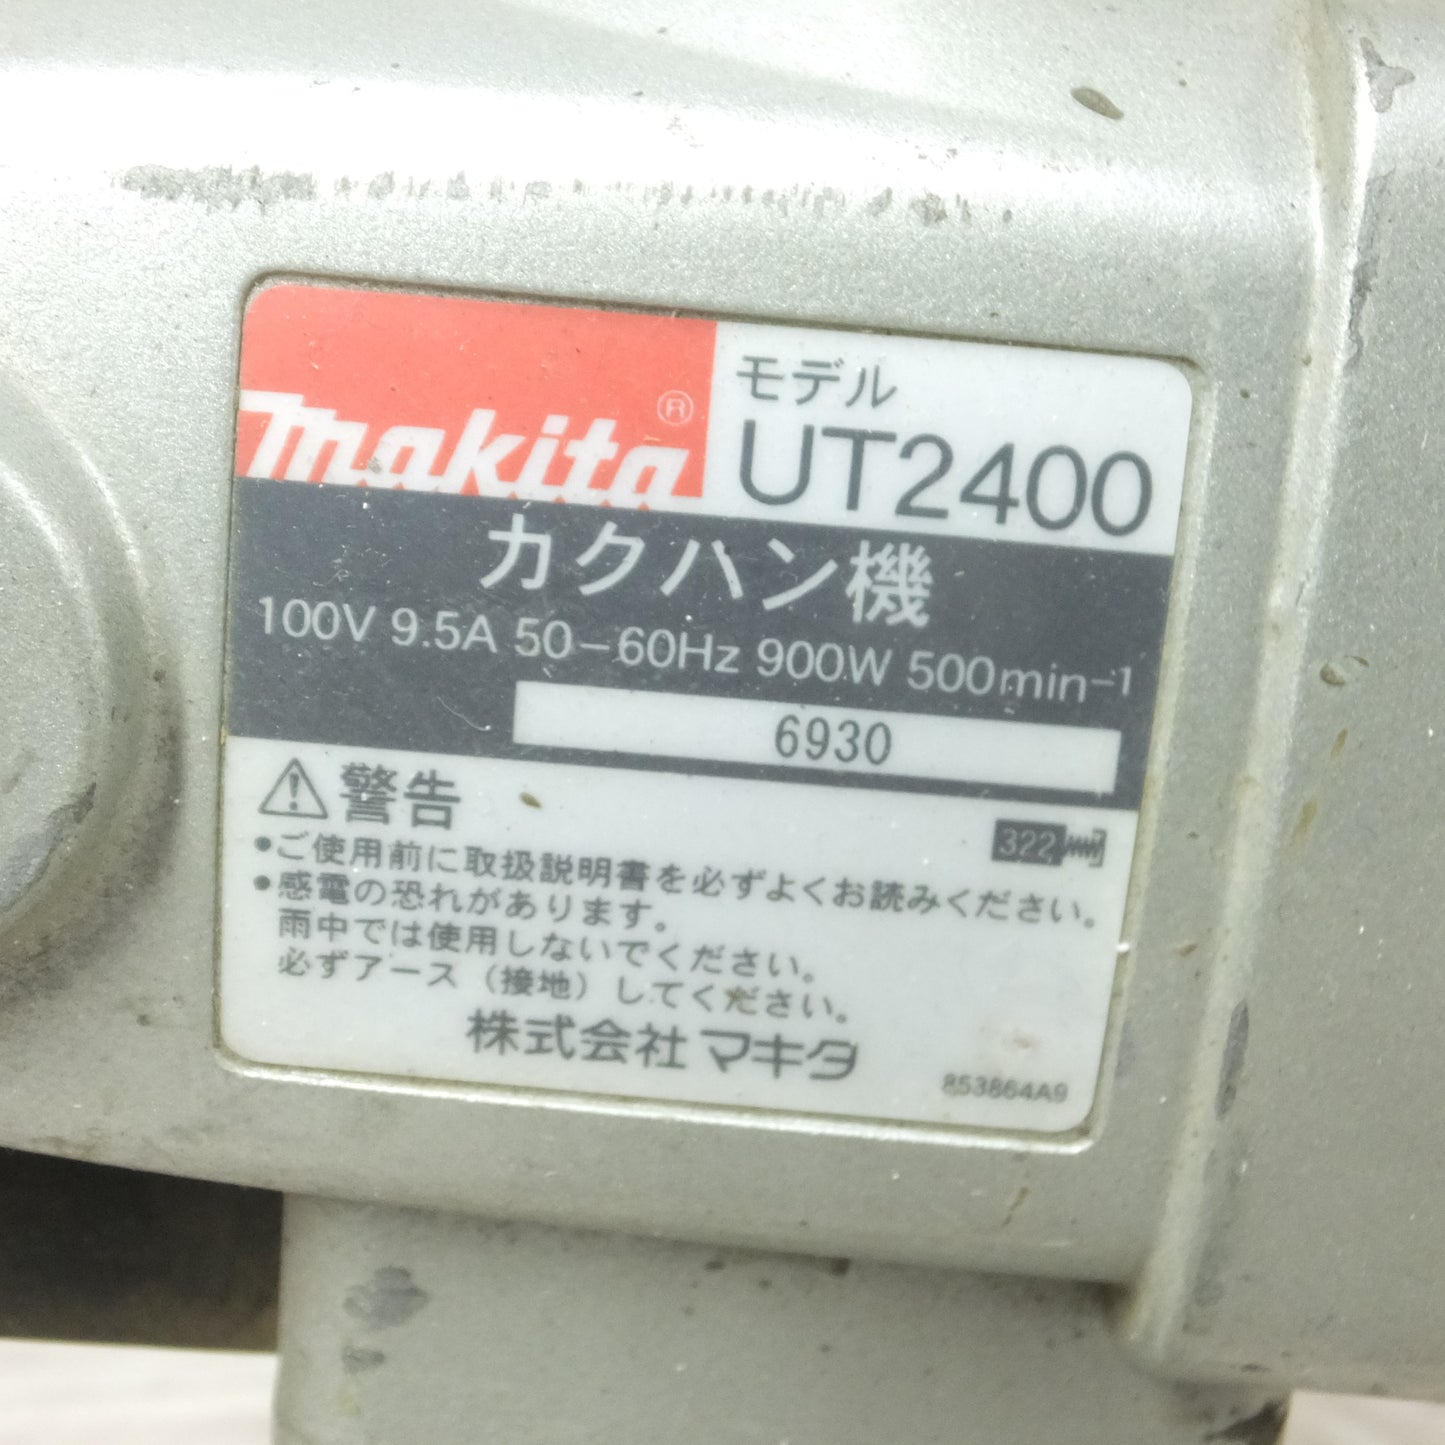 makita®
モデル
UT2400
カクハン機
100V 9.5A 50-60Hz 900W 500min-1
6930
警告
322
•ご使用前に取扱説明書を必ずよくお読みください。
•感電の恐れがあります。
雨中では使用しないでください。
必ずアース(接地)してください。
株式会社マキタ
853864A9